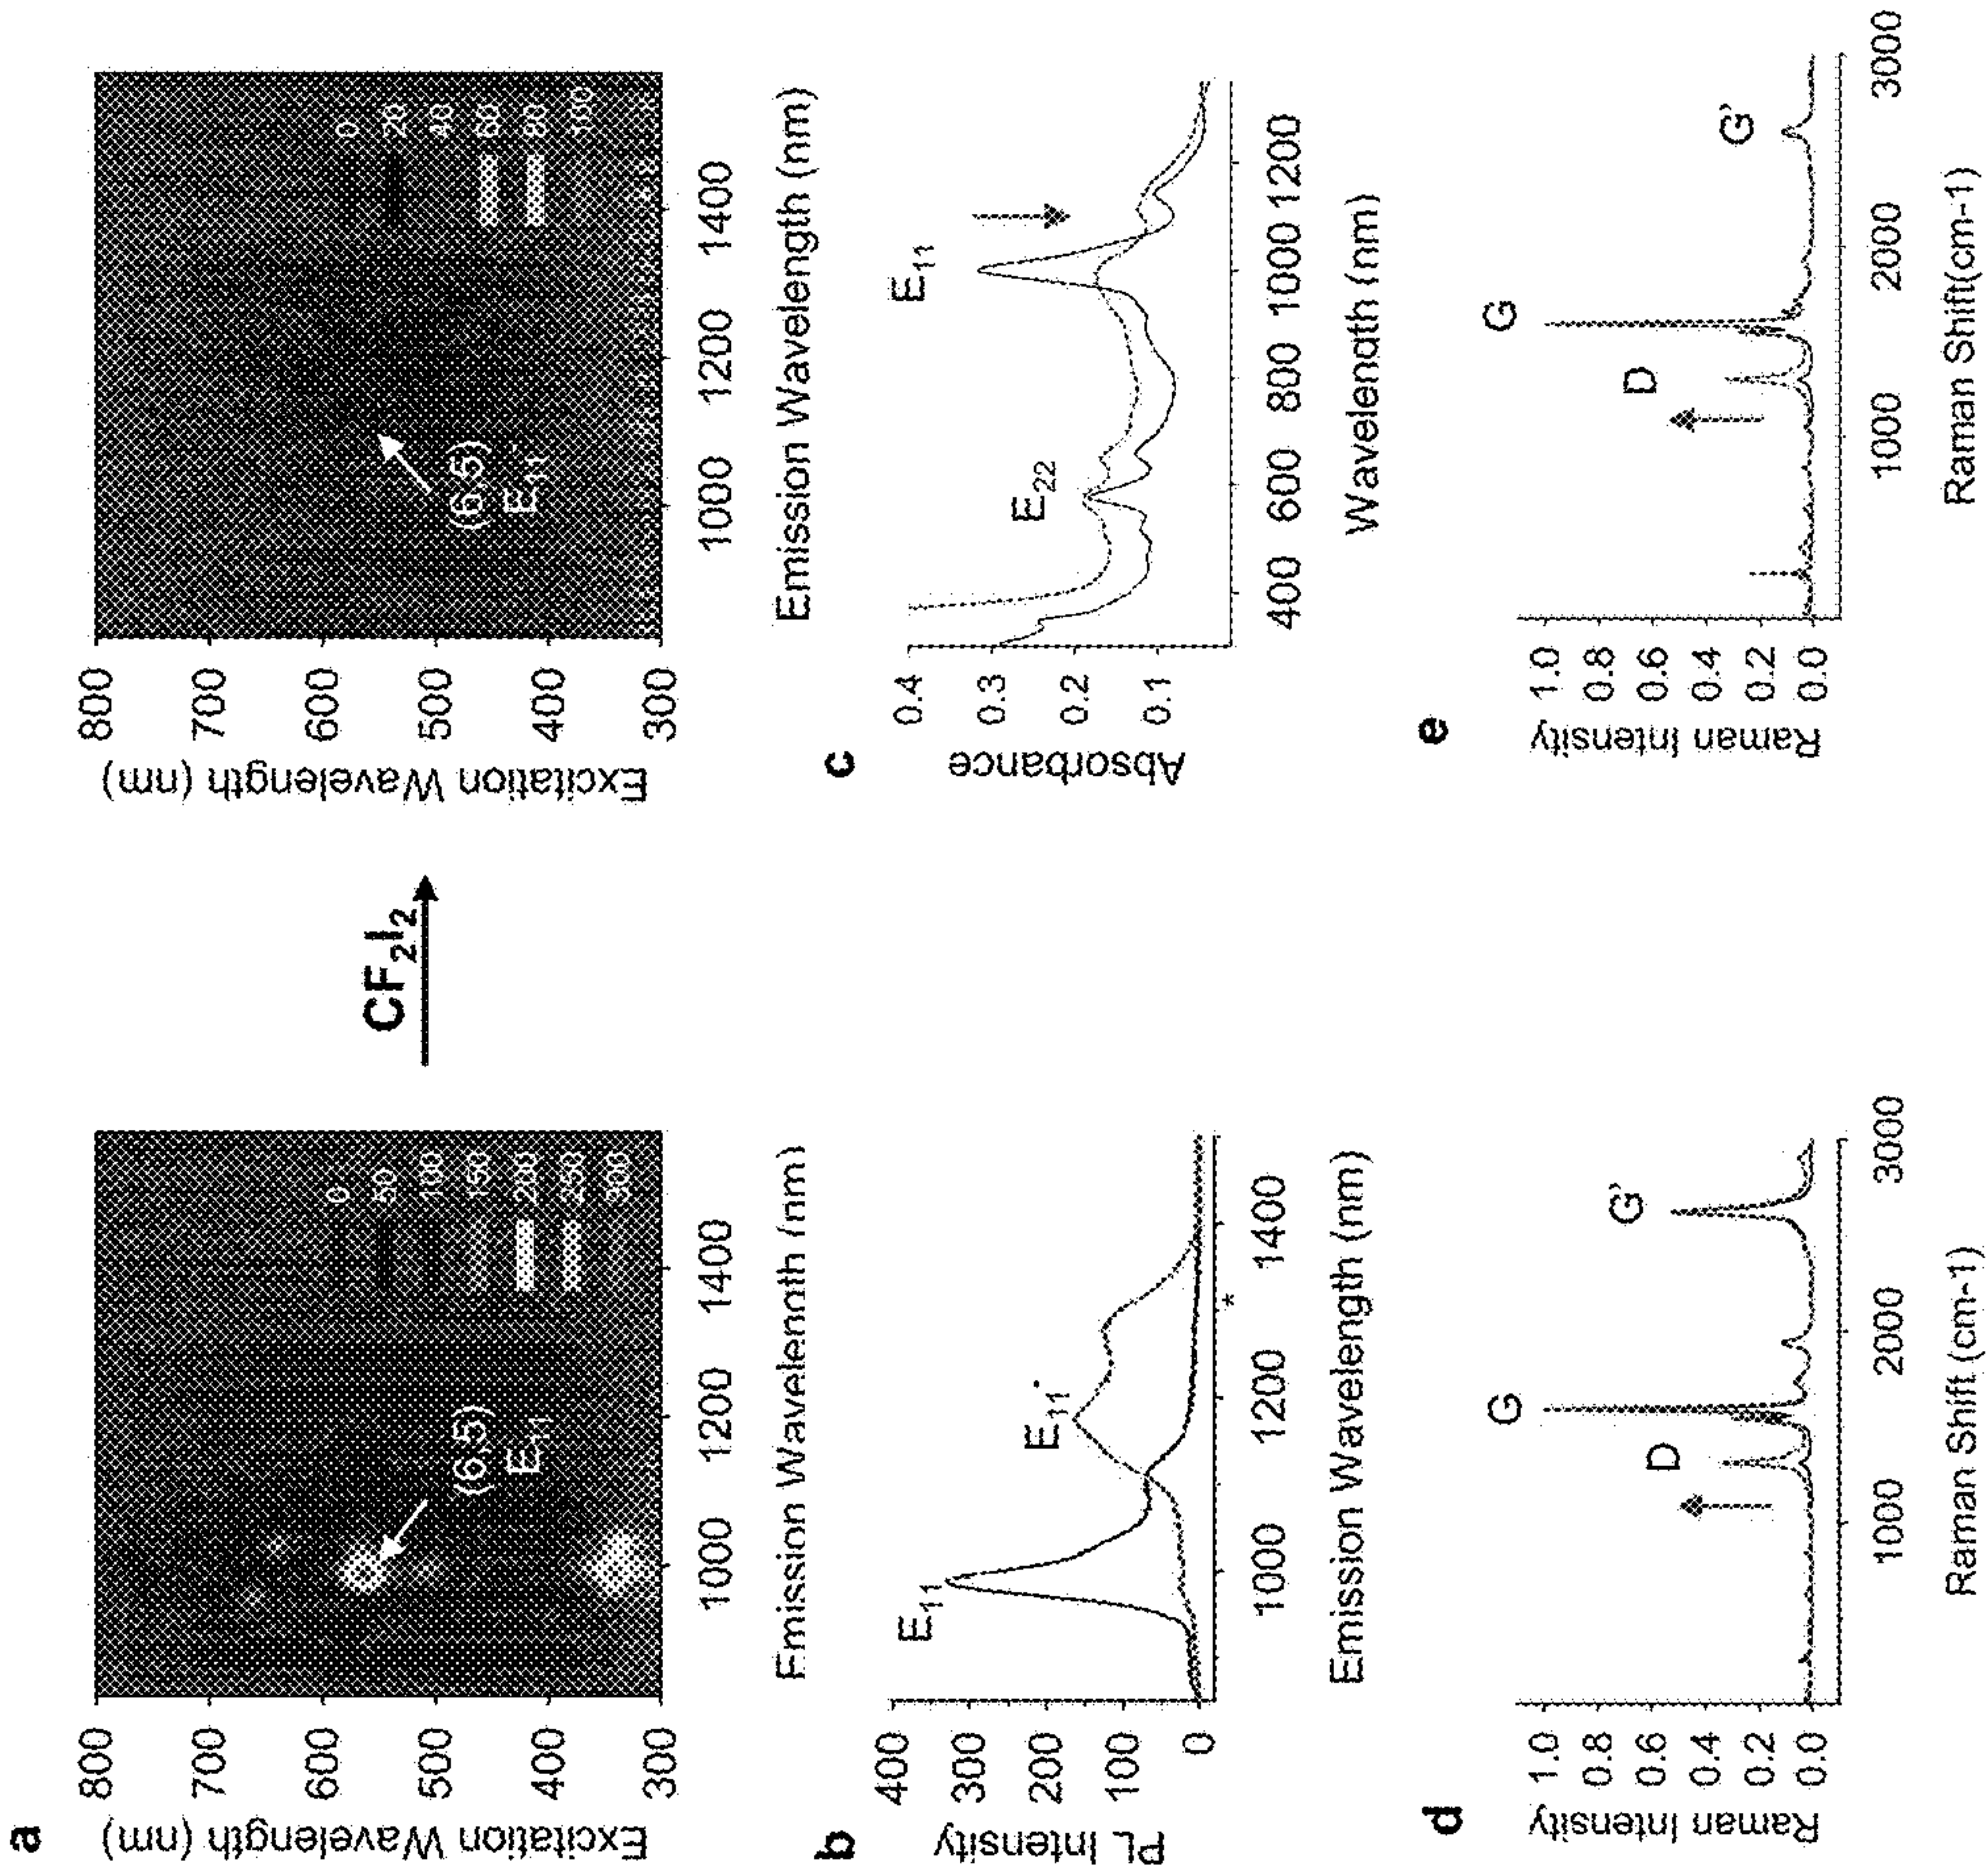 a
Excitation Wavelength (nm)
800
700
600
500
400
300
(6,5)
E11
0
50
100
150
200
250
300
1000
1200
1400
Emission Wavelength (nm)
CF2I2
Excitation Wavelength (nm)
800
700
600
500
400
300
(6,5)
E11-
0
20
40
60
80
100
1000
1200
1400
Emission Wavelength (nm)
b
PL Intensity
400
300
200
100
0
E11
E11-
*
1000
1200
1400
Emission Wavelength (nm)
c
Absorbance
0.4
0.3
0.2
0.1
E22
E11
400
600
800
1000
1200
Wavelength (nm)
d
Raman Intensity
1.0
0.8
0.6
0.4
0.2
0.0
D
G
G'
1000
2000
3000
Raman Shift (cm-1)
e
Raman Intensity
1.0
0.8
0.6
0.4
0.2
0.0
D
G
G'
1000
2000
3000
Raman Shift(cm-1)